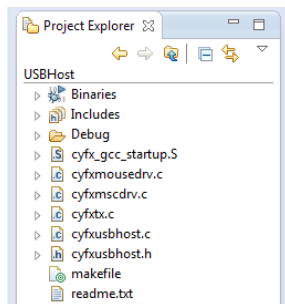 Project Explorer
USBHost
Binaries
Includes
Debug
cyfx_gcc_startup.S
cyfxmousedrv.c
cyfxmscdrv.c
cyfxtx.c
cyfxusbhost.c
cyfxusbhost.h
makefile
readme.txt